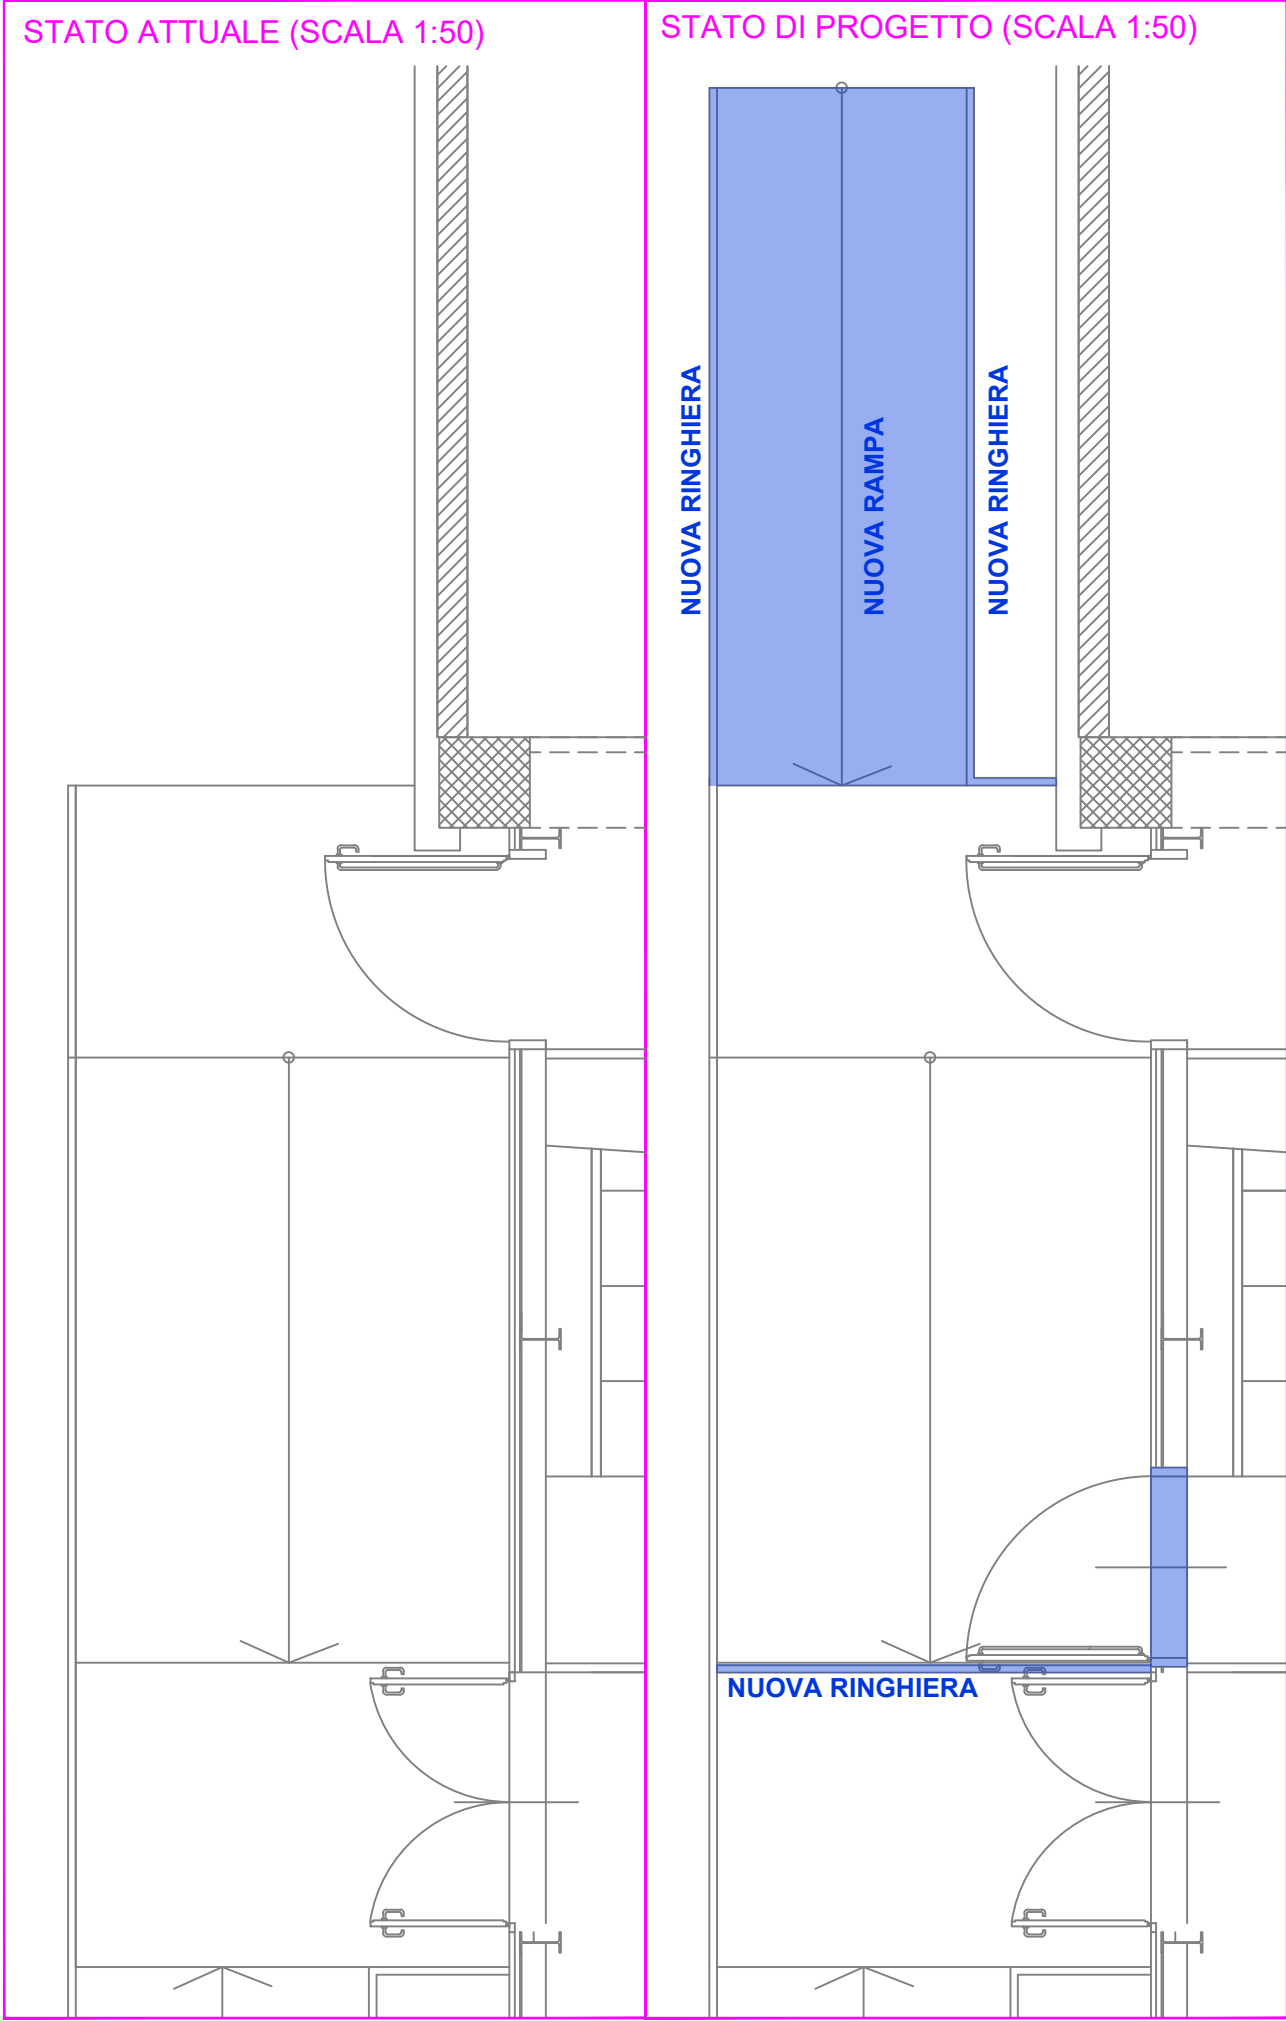 STATO ATTUALE (SCALA 1:50)
STATO DI PROGETTO (SCALA 1:50)
NUOVA RINGHIERA
NUOVA RAMPA
NUOVA RINGHIERA
NUOVA RINGHIERA